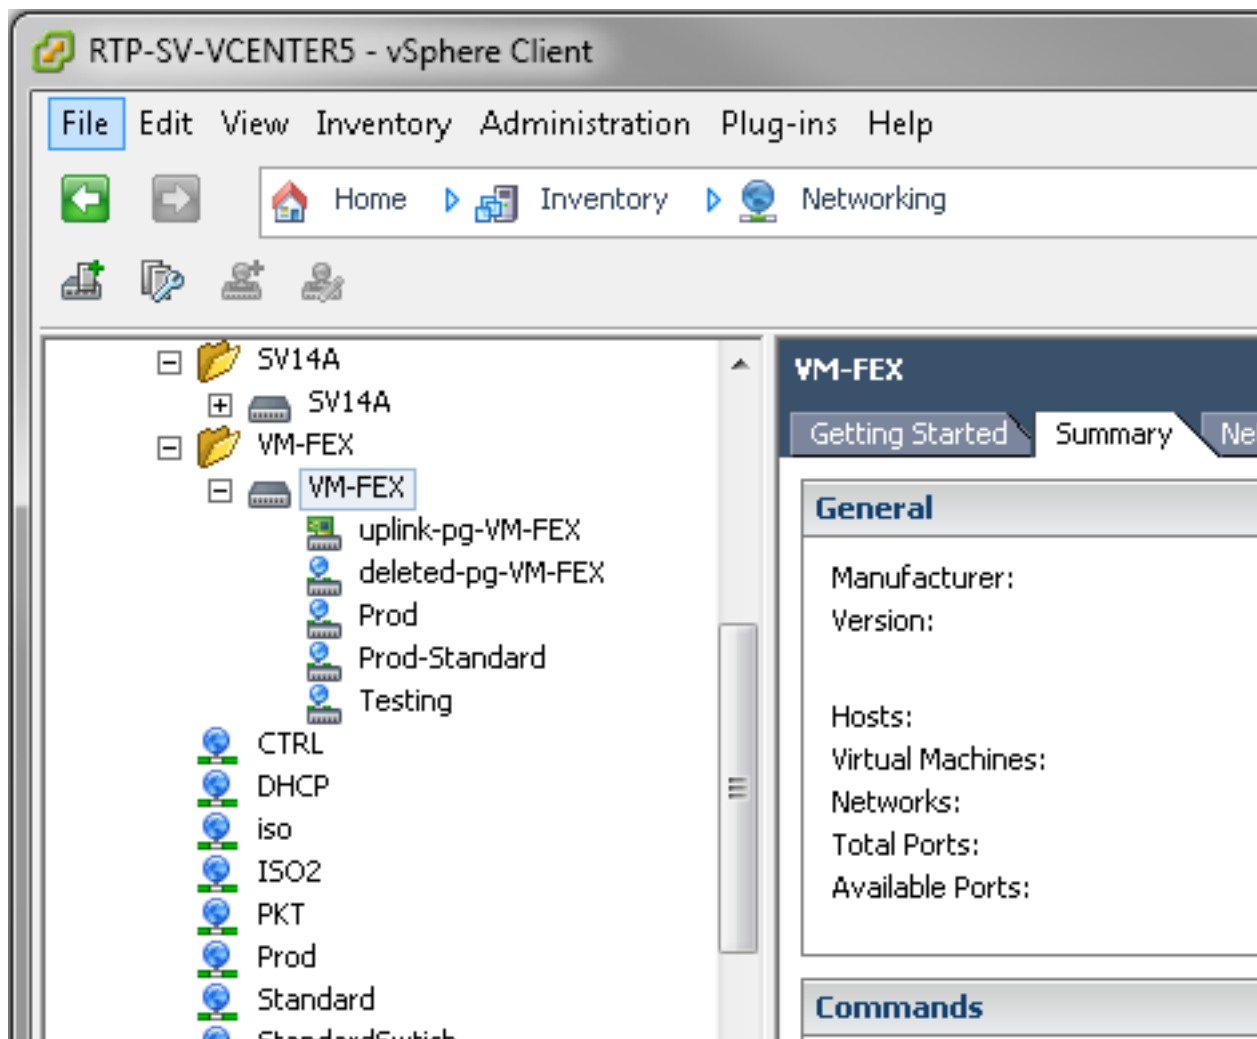 RTP-SV-VCENTER5 - vSphere Client
File Edit View Inventory Administration Plug-ins Help
Home Inventory Networking
SV14A
SV14A
VM-FEX
VM-FEX
uplink-pg-VM-FEX
deleted-pg-VM-FEX
Prod
Prod-Standard
Testing
CTRL
DHCP
iso
ISO2
PKT
Prod
Standard
VM-FEX
Getting Started Summary Ne
General
Manufacturer:
Version:
Hosts:
Virtual Machines:
Networks:
Total Ports:
Available Ports:
Commands